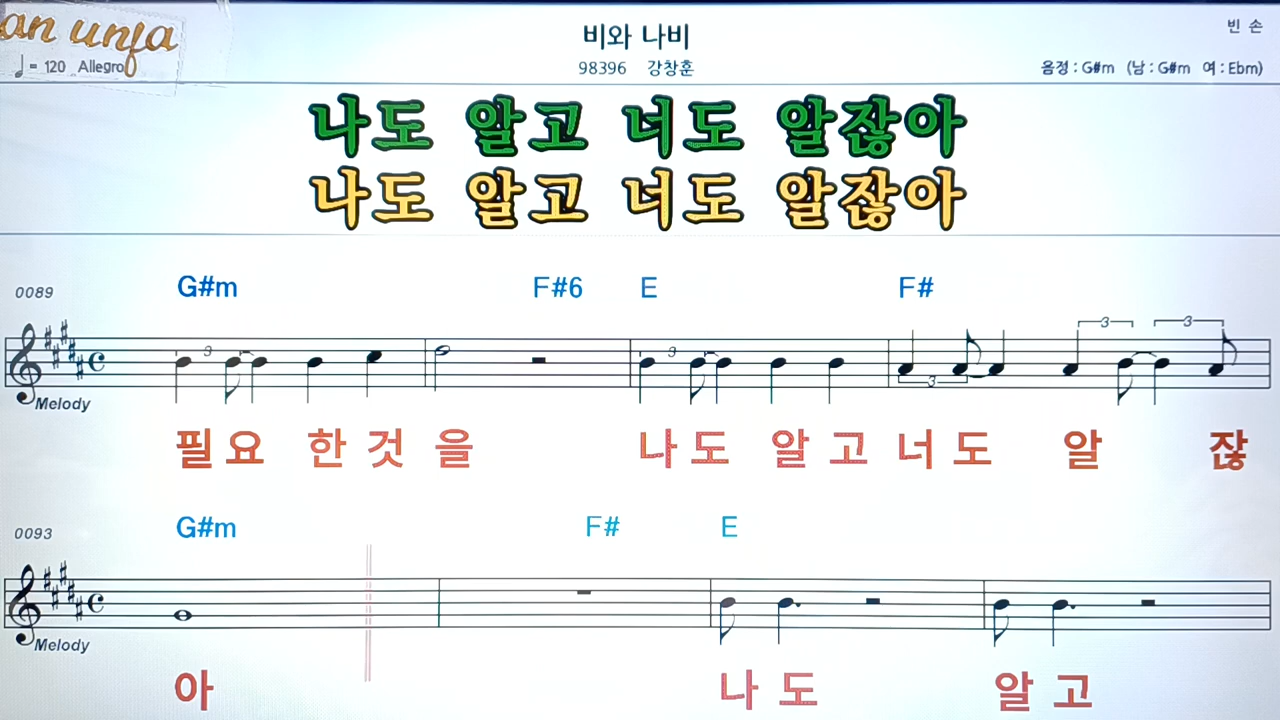 an unfa
비와 나비
빈 손
♩= 120 Allegro
98396 강창훈
음정 : G#m (남 : G#m 여 : Ebm)
나도 알고 너도 알잖아
나도 알고 너도 알잖아
0089 G#m F#6 E F#
3 3 3 3 3
Melody
필요 한것 을 나도 알고 너도 알 잖
0093 G#m F# E
Melody
아 나도 알고